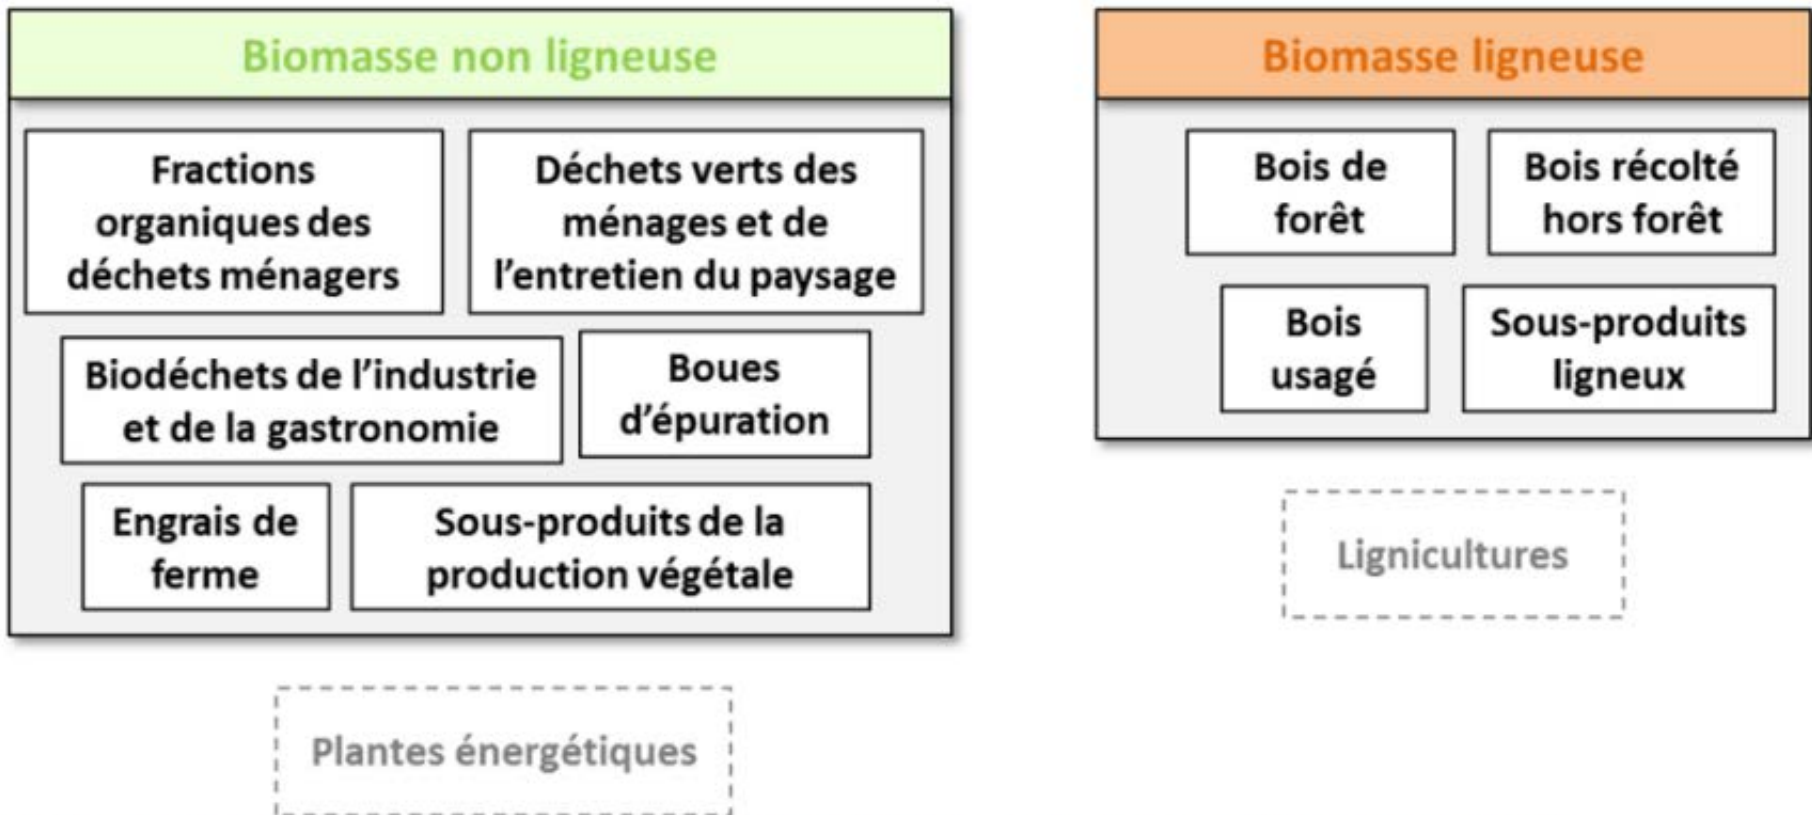 Biomasse non ligneuse
Fractions
organiques des
déchets ménagers
Déchets verts des
ménages et de
l’entretien du paysage
Biodéchets de l’industrie
et de la gastronomie
Boues
d’épuration
Engrais de
ferme
Sous-produits de la
production végétale
Plantes énergétiques
Biomasse ligneuse
Bois de
forêt
Bois récolté
hors forêt
Bois
usagé
Sous-produits
ligneux
Lignicultures